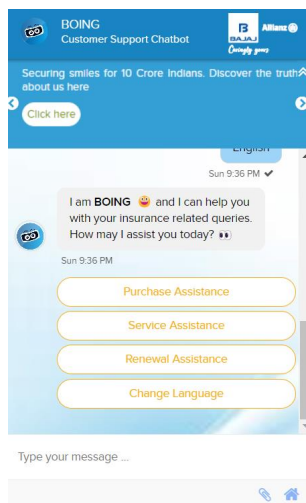 BOING
Customer Support Chatbot
BAJAJ
Allianz
Caringly yours
Securing smiles for 10 Crore Indians. Discover the truth
about us here
Click here
English
Sun 9:36 PM
I am BOING 😀 and I can help you
with your insurance related queries.
How may I assist you today? 👀
Sun 9:36 PM
Purchase Assistance
Service Assistance
Renewal Assistance
Change Language
Type your message ...